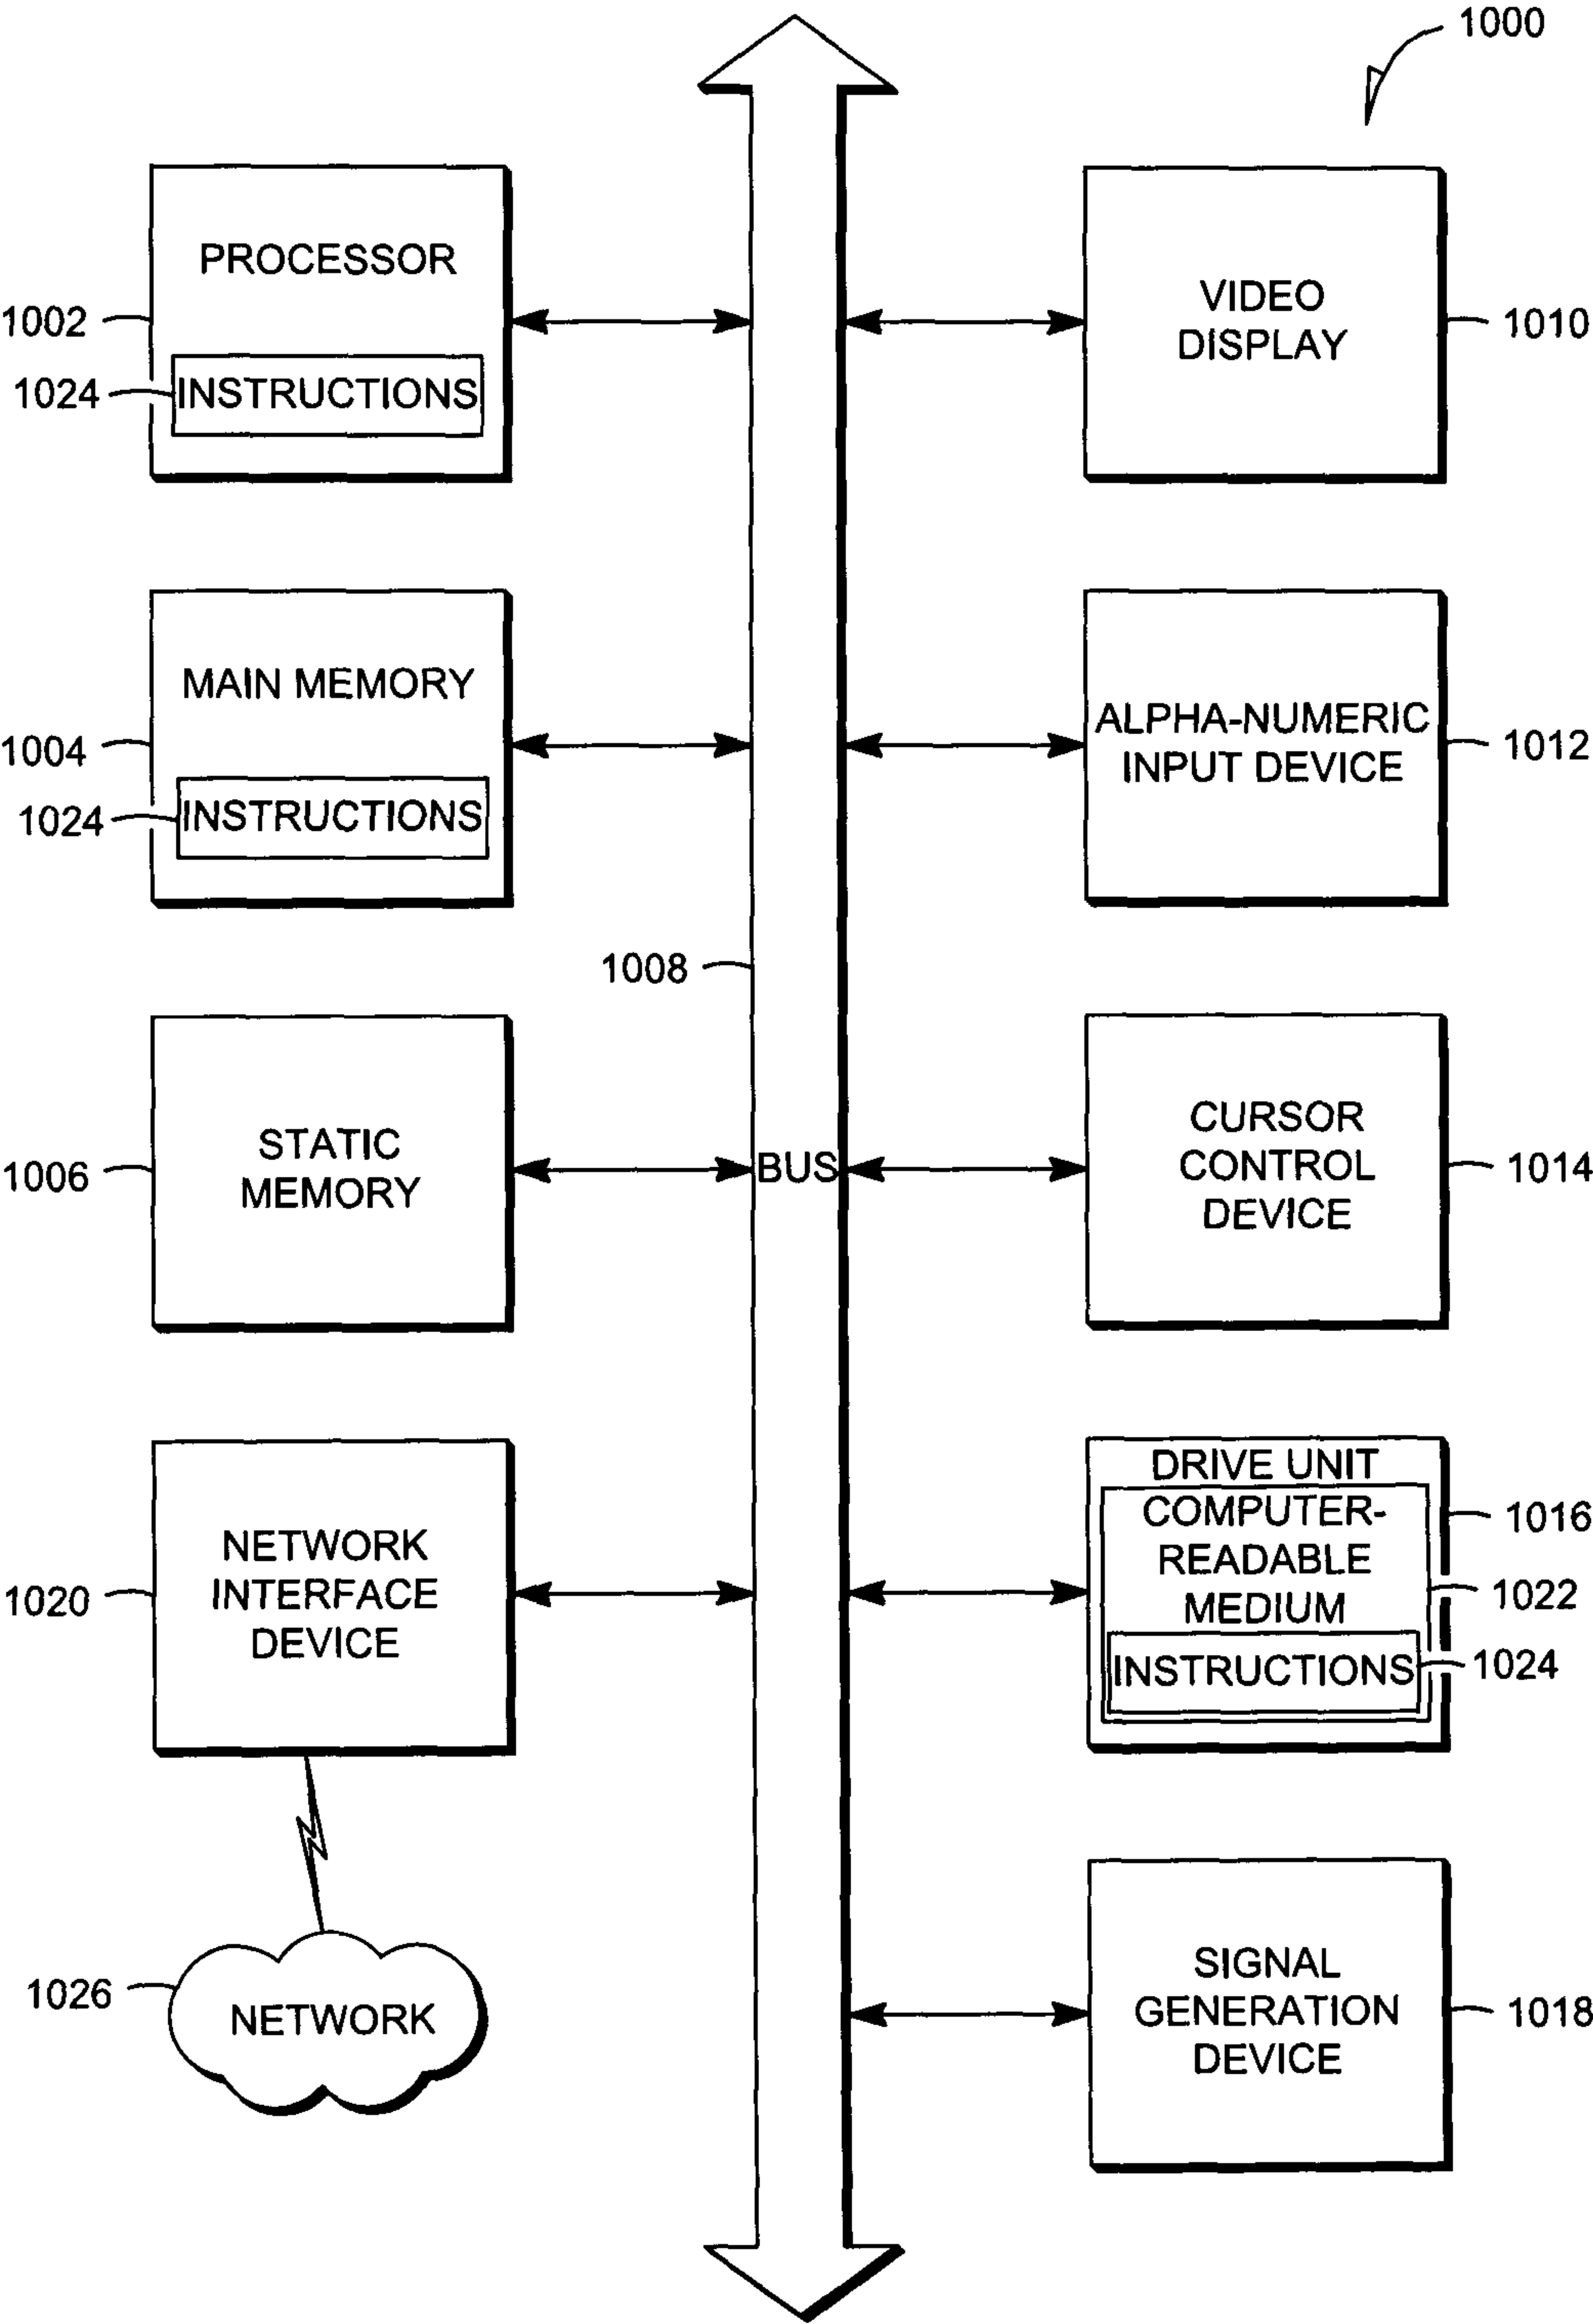 1000
PROCESSOR
1002
1024
INSTRUCTIONS
VIDEO
DISPLAY
1010
MAIN MEMORY
1004
1024
INSTRUCTIONS
ALPHA-NUMERIC
INPUT DEVICE
1012
1008
STATIC
MEMORY
1006
BUS
CURSOR
CONTROL
DEVICE
1014
NETWORK
INTERFACE
DEVICE
1020
DRIVE UNIT
COMPUTER-
READABLE
MEDIUM
INSTRUCTIONS
1016
1022
1024
1026
NETWORK
SIGNAL
GENERATION
DEVICE
1018